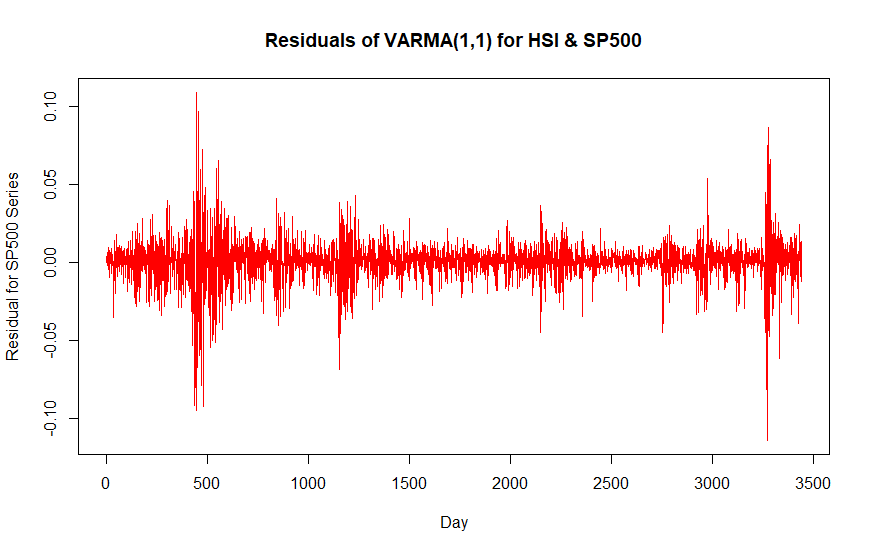 Residuals of VARMA(1,1) for HSI & SP500
Residual for SP500 Series
0.10
0.05
0.00
-0.05
-0.10
0 500 1000 1500 2000 2500 3000 3500
Day